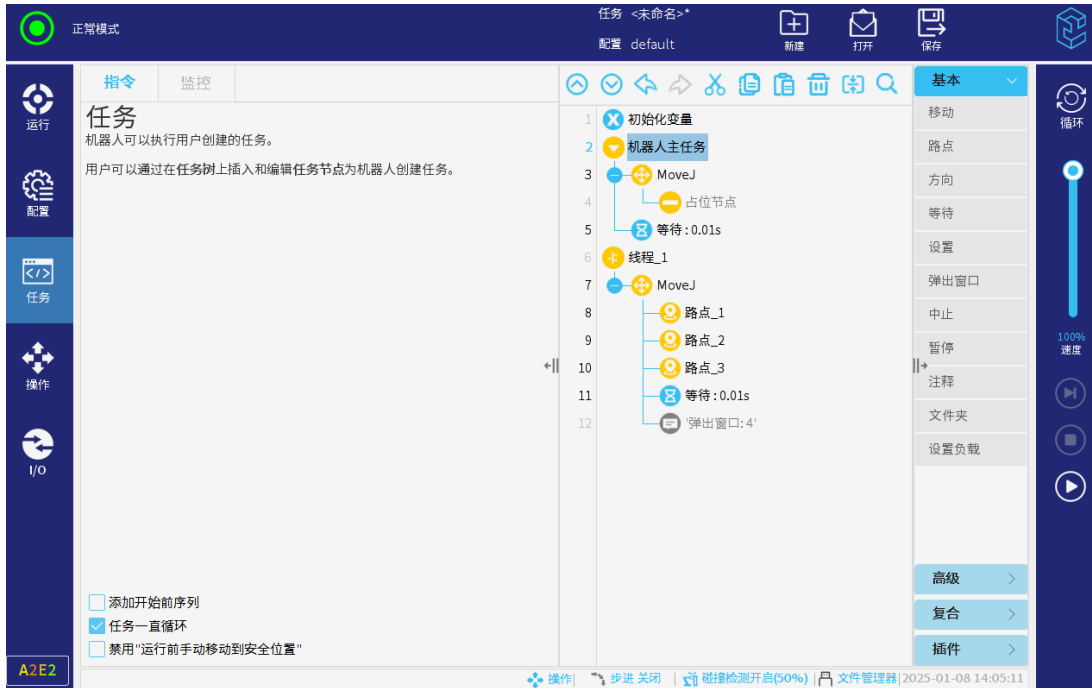 正常模式
任务 <未命名>*
配置 default
新建
打开
保存
运行
配置
任务
操作
I/O
A2E2
指令
监控
任务
机器人可以执行用户创建的任务。
用户可以通过在任务树上插入和编辑任务节点为机器人创建任务。
添加开始前序列
任务一直循环
禁用"运行前手动移动到安全位置"
1 初始化变量
2 机器人主任务
3 MoveJ
4 占位节点
5 等待:0.01s
6 线程_1
7 MoveJ
8 路点_1
9 路点_2
10 路点_3
11 等待:0.01s
12 '弹出窗口:4'
基本
移动
路点
方向
等待
设置
弹出窗口
中止
暂停
注释
文件夹
设置负载
高级
复合
插件
循环
100%
速度
操作| 步进 关闭 | 碰撞检测开启(50%) | 文件管理器|2025-01-08 14:05:11